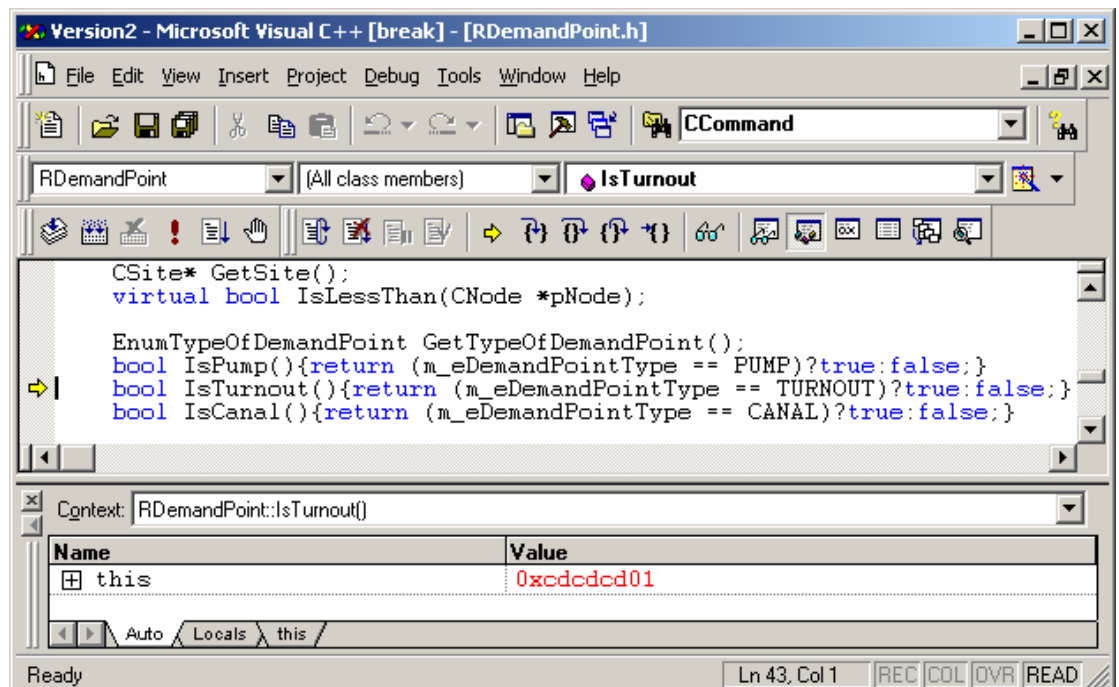 Version2 - Microsoft Visual C++ [break] - [RDemandPoint.h]
File Edit View Insert Project Debug Tools Window Help
CCommand
RDemandPoint (All class members) IsTurnout
CSite* GetSite();
virtual bool IsLessThan(CNode *pNode);
EnumTypeOfDemandPoint GetTypeOfDemandPoint();
bool IsPump(){return (m_eDemandPointType == PUMP)?true:false;}
bool IsTurnout(){return (m_eDemandPointType == TURNOUT)?true:false;}
bool IsCanal(){return (m_eDemandPointType == CANAL)?true:false;}
Context: RDemandPoint::IsTurnout()
Name Value
this 0xcdcdcd01
Auto Locals this
Ready Ln 43, Col 1 REC COL OVR READ